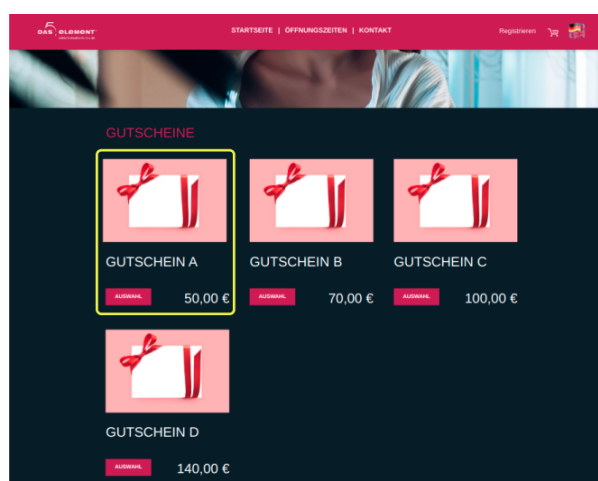 DAS 5 element
STARTSEITE | ÖFFNUNGSZEITEN | KONTAKT
Registrieren
GUTSCHEINE
GUTSCHEIN A
AUSWAHL 50,00 €
GUTSCHEIN B
AUSWAHL 70,00 €
GUTSCHEIN C
AUSWAHL 100,00 €
GUTSCHEIN D
AUSWAHL 140,00 €